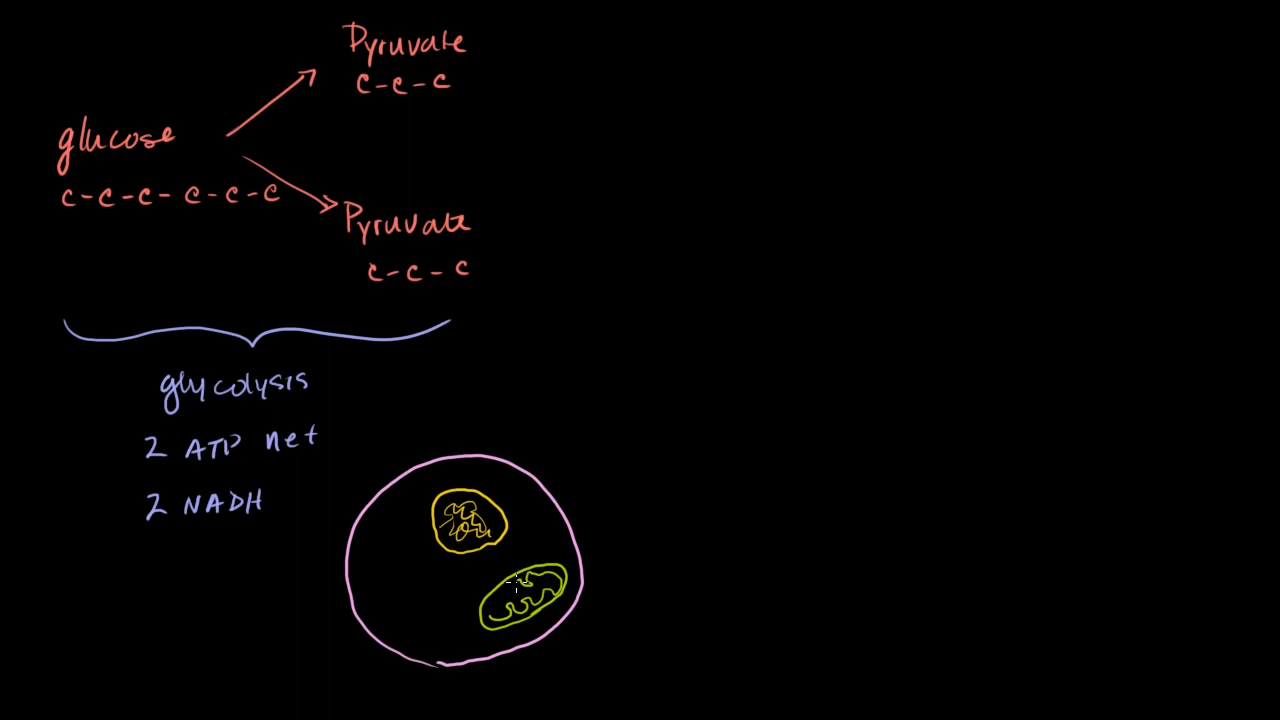 Pyruvate
C-C-C
glucose
C-C-C-C-C-C
Pyruvate
C-C-C
glycolysis
2 ATP net
2 NADH